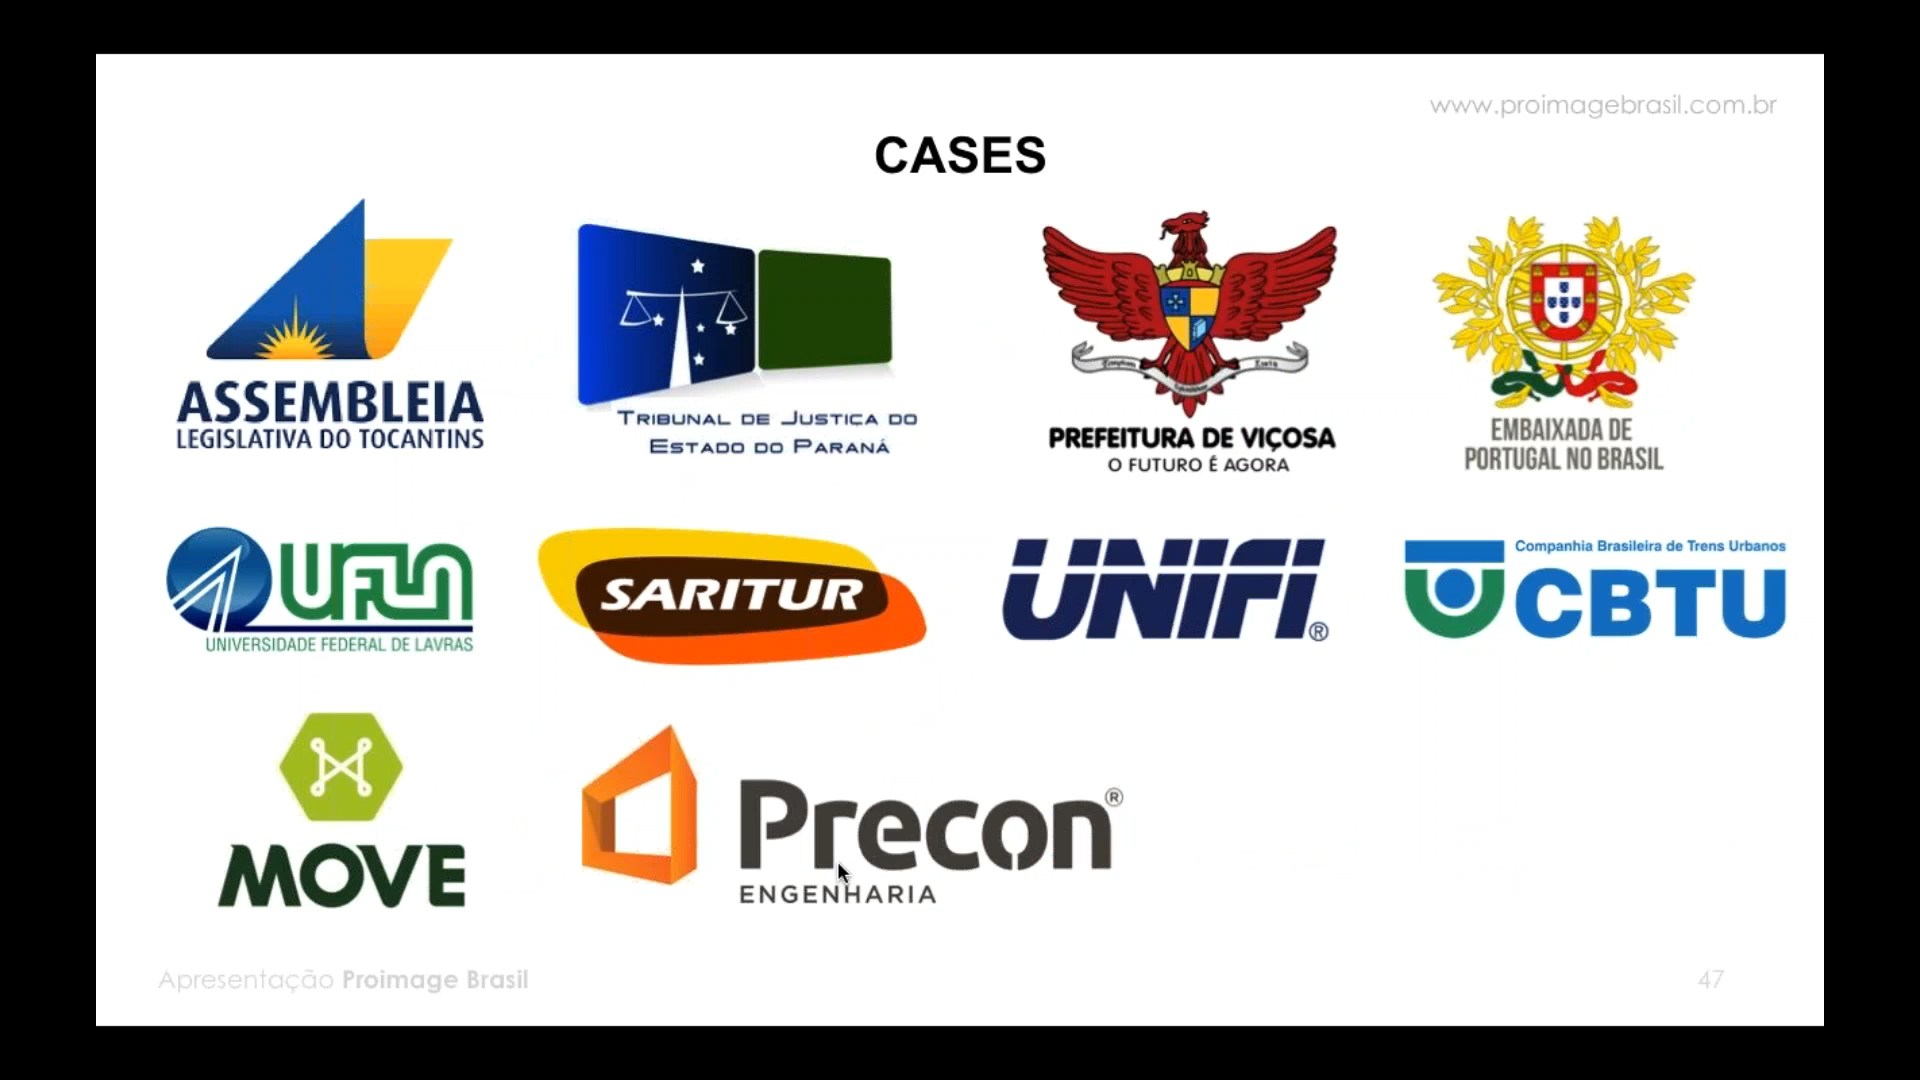 www.proimagebrasil.com.br
CASES
ASSEMBLEIA
LEGISLATIVA DO TOCANTINS
TRIBUNAL DE JUSTIÇA DO
ESTADO DO PARANÁ
PREFEITURA DE VIÇOSA
O FUTURO É AGORA
EMBAIXADA DE
PORTUGAL NO BRASIL
UFLA
UNIVERSIDADE FEDERAL DE LAVRAS
SARITUR
UNIFI®
Companhia Brasileira de Trens Urbanos
CBTU
MOVE
Precon®
ENGENHARIA
Apresentação Proimage Brasil
47